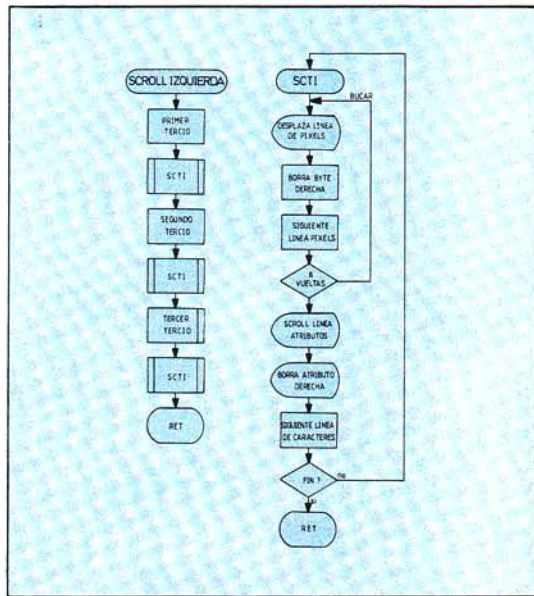 SCROLL IZQUIERDA
PRIMER
TERCIO
SCTI
SEGUNDO
TERCIO
SCTI
TERCER
TERCIO
SCTI
RET
SCTI
BUCAR
DESPLAZA LINEA
DE PIXELS
BORRA BYTE
DERECHA
SIGUIENTE
LINEA PIXELS
8
VUELTAS
SCROLL LINEA
ATRIBUTOS
BORRA ATRIBUTO
DERECHA
SIGUIENTE LINEA
DE CARACTERES
FIN ?
no
si
RET